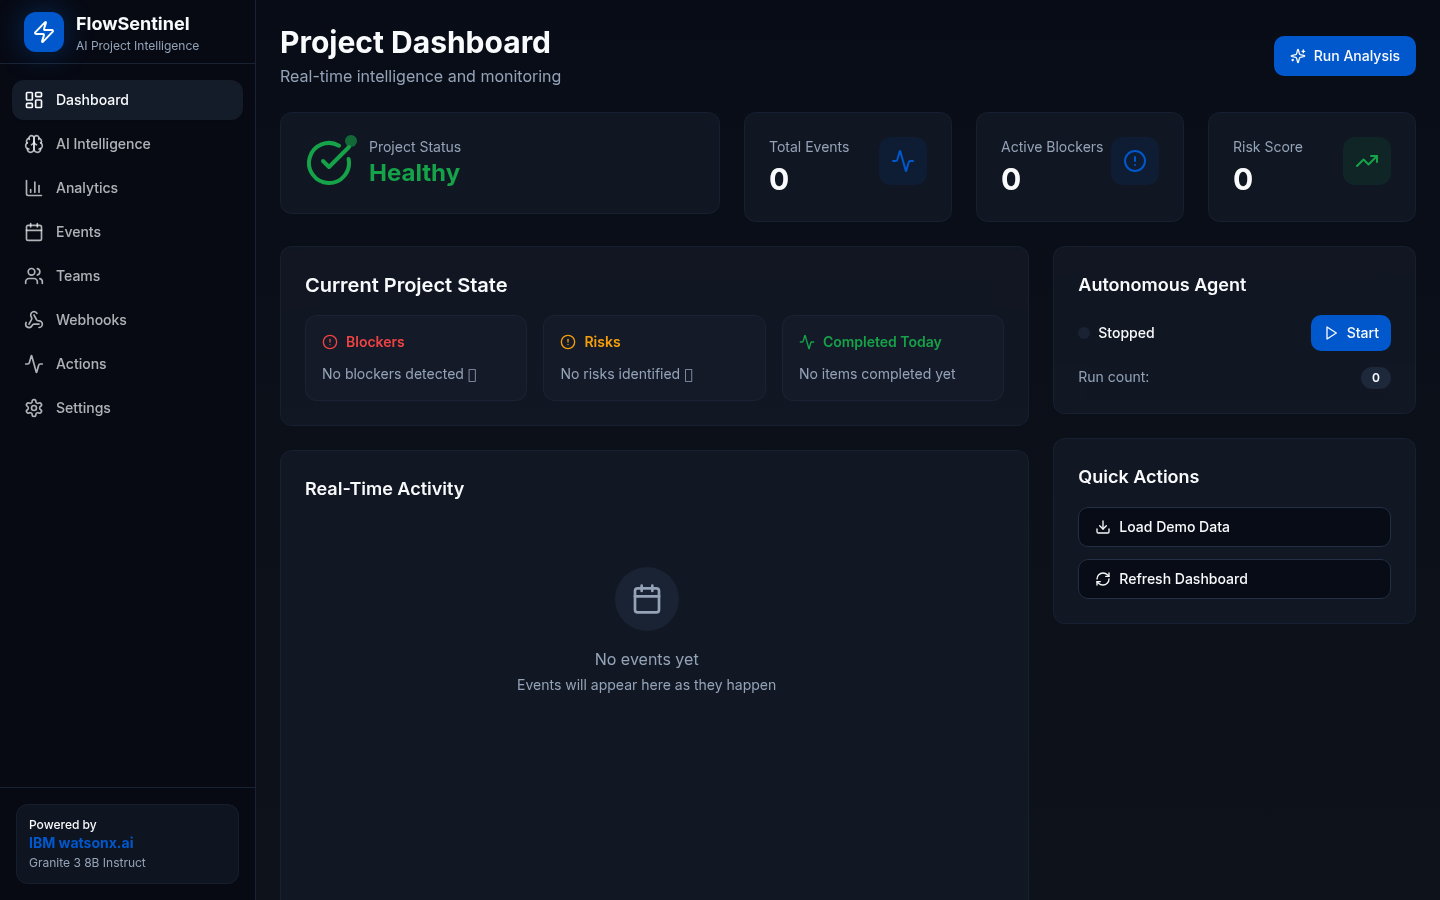 FlowSentinel
AI Project Intelligence
Dashboard
AI Intelligence
Analytics
Events
Teams
Webhooks
Actions
Settings
Powered by
IBM watsonx.ai
Granite 3 8B Instruct
Project Dashboard
Real-time intelligence and monitoring
Run Analysis
Project Status
Healthy
Total Events
0
Active Blockers
0
Risk Score
0
Current Project State
Blockers
No blockers detected
Risks
No risks identified
Completed Today
No items completed yet
Real-Time Activity
No events yet
Events will appear here as they happen
Autonomous Agent
Stopped
Start
Run count:
0
Quick Actions
Load Demo Data
Refresh Dashboard